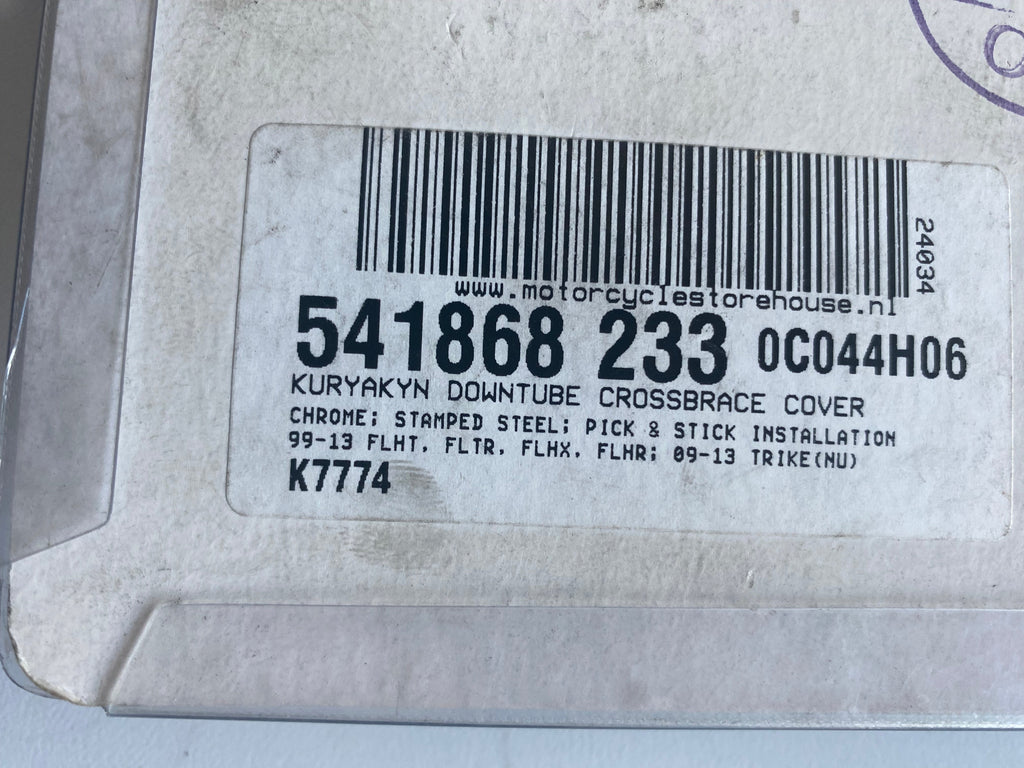 24034
www.motorcyclestorehouse.nl
541868 233 0C044H06
KURYAKYN DOWNTUBE CROSSBRACE COVER
CHROME; STAMPED STEEL; PICK & STICK INSTALLATION
99-13 FLHT, FLTR, FLHX, FLHR; 09-13 TRIKE(NU)
K7774